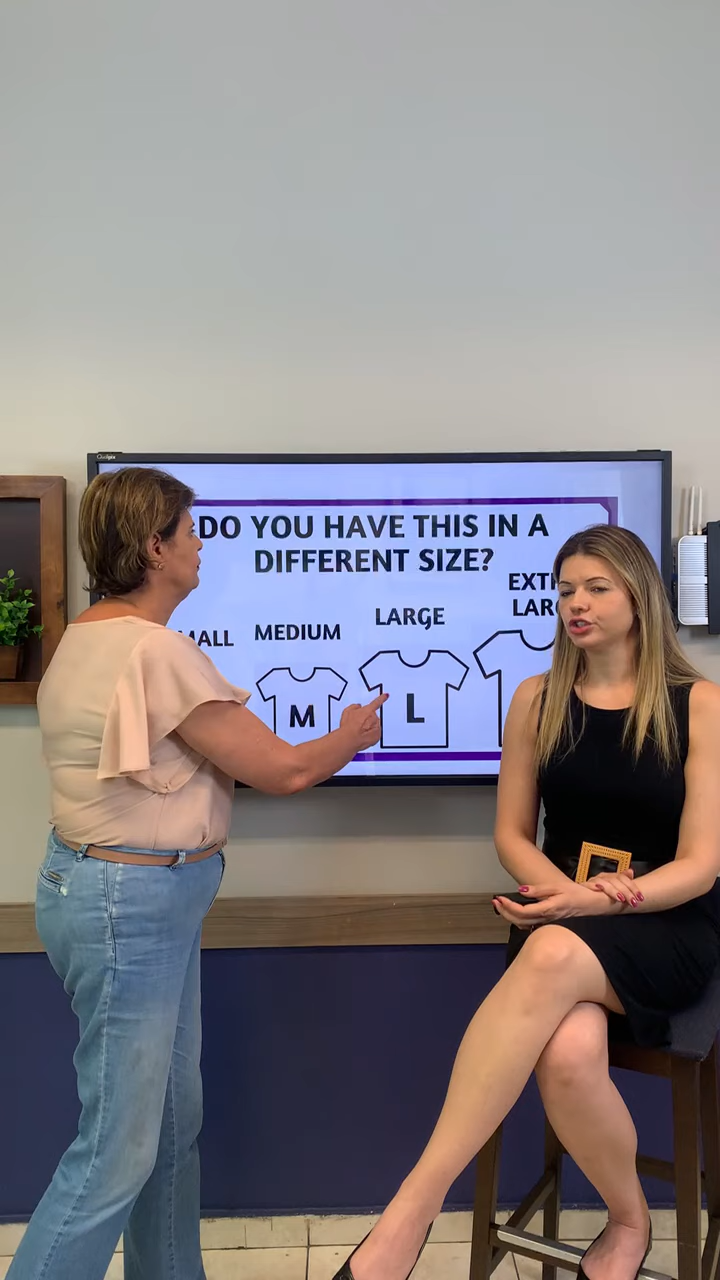 DO YOU HAVE THIS IN A
DIFFERENT SIZE?
MEDIUM
LARGE
M
L